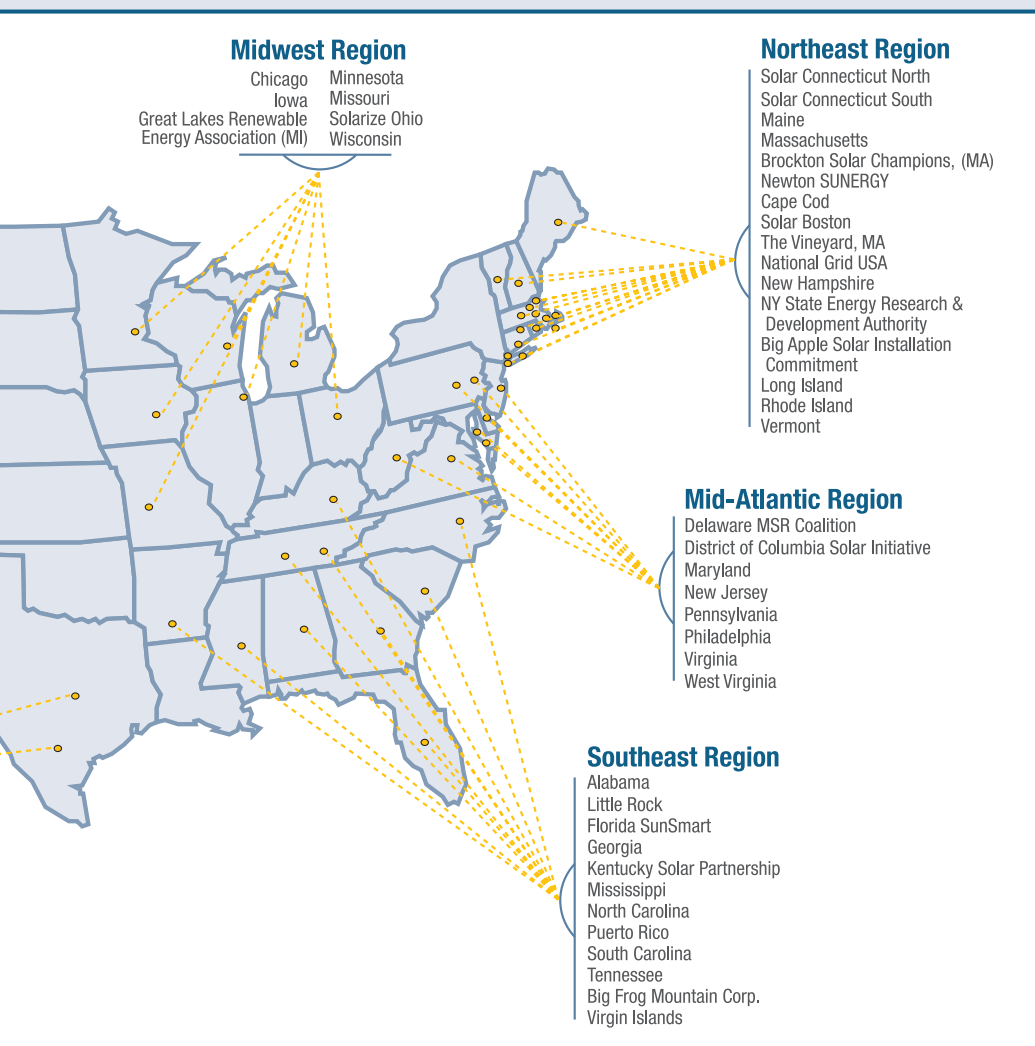 Midwest Region
Chicago
Iowa
Great Lakes Renewable
Energy Association (MI)
Minnesota
Missouri
Solarize Ohio
Wisconsin
Northeast Region
Solar Connecticut North
Solar Connecticut South
Maine
Massachusetts
Brockton Solar Champions, (MA)
Newton SUNERGY
Cape Cod
Solar Boston
The Vineyard, MA
National Grid USA
New Hampshire
NY State Energy Research &
Development Authority
Big Apple Solar Installation
Commitment
Long Island
Rhode Island
Vermont
Mid-Atlantic Region
Delaware MSR Coalition
District of Columbia Solar Initiative
Maryland
New Jersey
Pennsylvania
Philadelphia
Virginia
West Virginia
Southeast Region
Alabama
Little Rock
Florida SunSmart
Georgia
Kentucky Solar Partnership
Mississippi
North Carolina
Puerto Rico
South Carolina
Tennessee
Big Frog Mountain Corp.
Virgin Islands